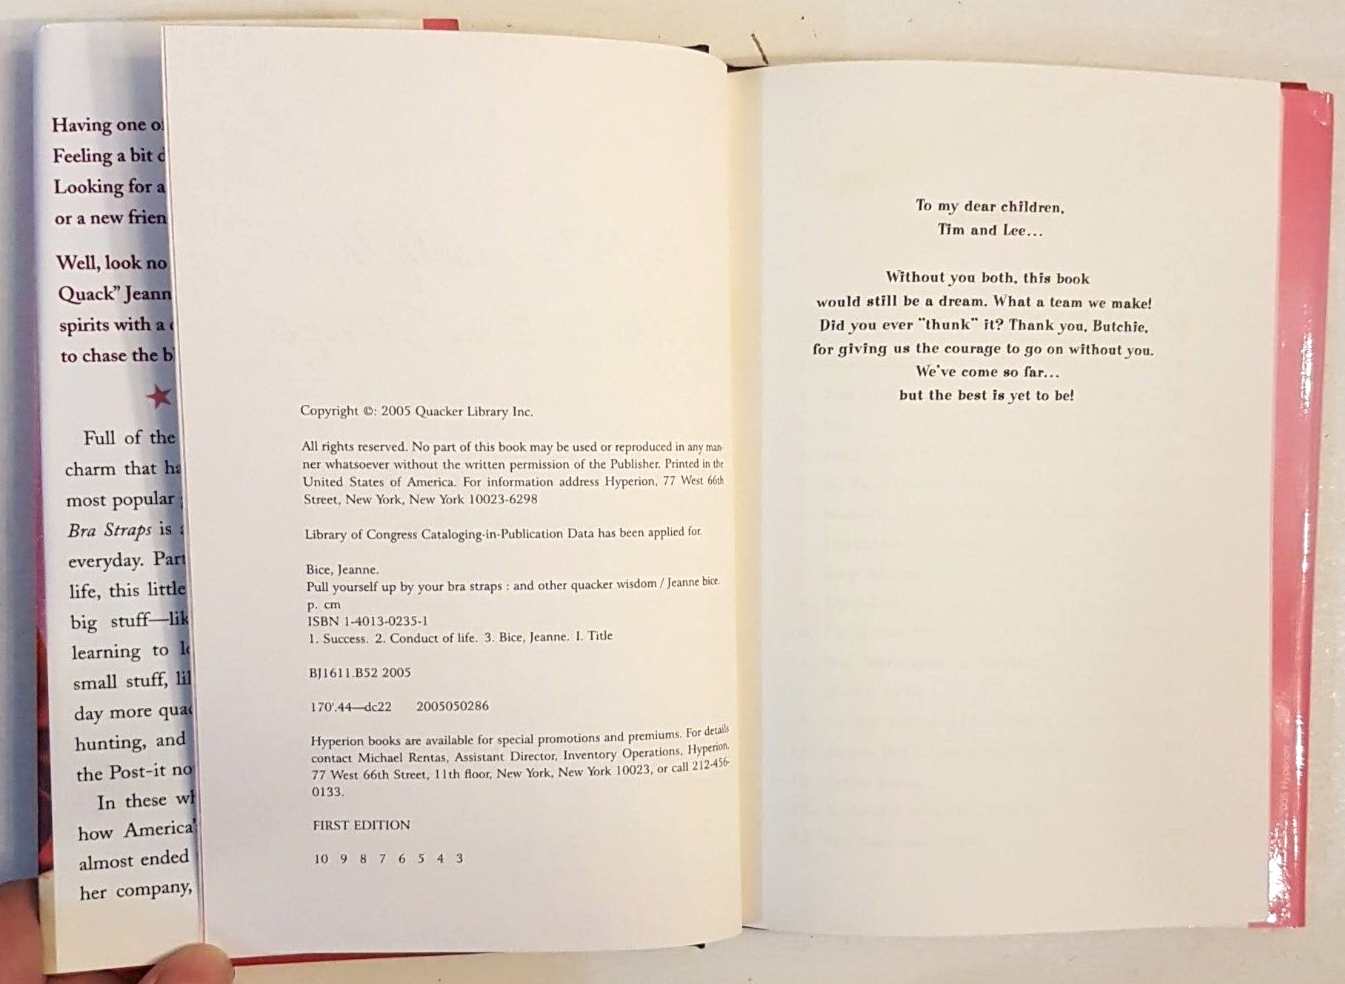 Having one
Feeling a bit
Looking for a
or a new
Well, look no
Quack" Jeann
spirits with a
to chase the
Full of the
charm that
most popular
Bra Straps is
everyday.
life, this little
big stuff—
learning to
small stuff,
day more
hunting, and
the Post-it
In these
how
almost ended
her company,
Copyright ©: 2005 Quacker Library Inc.
All rights reserved. No part of this book may be used or reproduced in any man-
ner whatsoever without the written permission of the Publisher. Printed in the
United States of America. For information address Hyperion, 77 West 66th
Street, New York, New York 10023-6298
Library of Congress Cataloging-in-Publication Data has been applied for.
Bice, Jeanne.
Pull yourself up by your bra straps : and other quacker wisdom / Jeanne bice.
p. cm
ISBN 1-4013-0235-1
1. Success. 2. Conduct of life. 3. Bice, Jeanne. I. Title
BJ1611.B52 2005
170'.44—dc22 2005050286
Hyperion books are available for special promotions and premiums. For details
contact Michael Rentas, Assistant Director, Inventory Operations, Hyperion,
77 West 66th Street, 11th floor, New York, New York 10023, or call 212-456-
0133.
FIRST EDITION
10 9 8 7 6 5 4 3
To my dear children,
Tim and Lee...
Without you both, this book
would still be a dream. What a team we make!
Did you ever "thunk" it? Thank you, Butchie,
for giving us the courage to go on without you.
We've come so far...
but the best is yet to be!